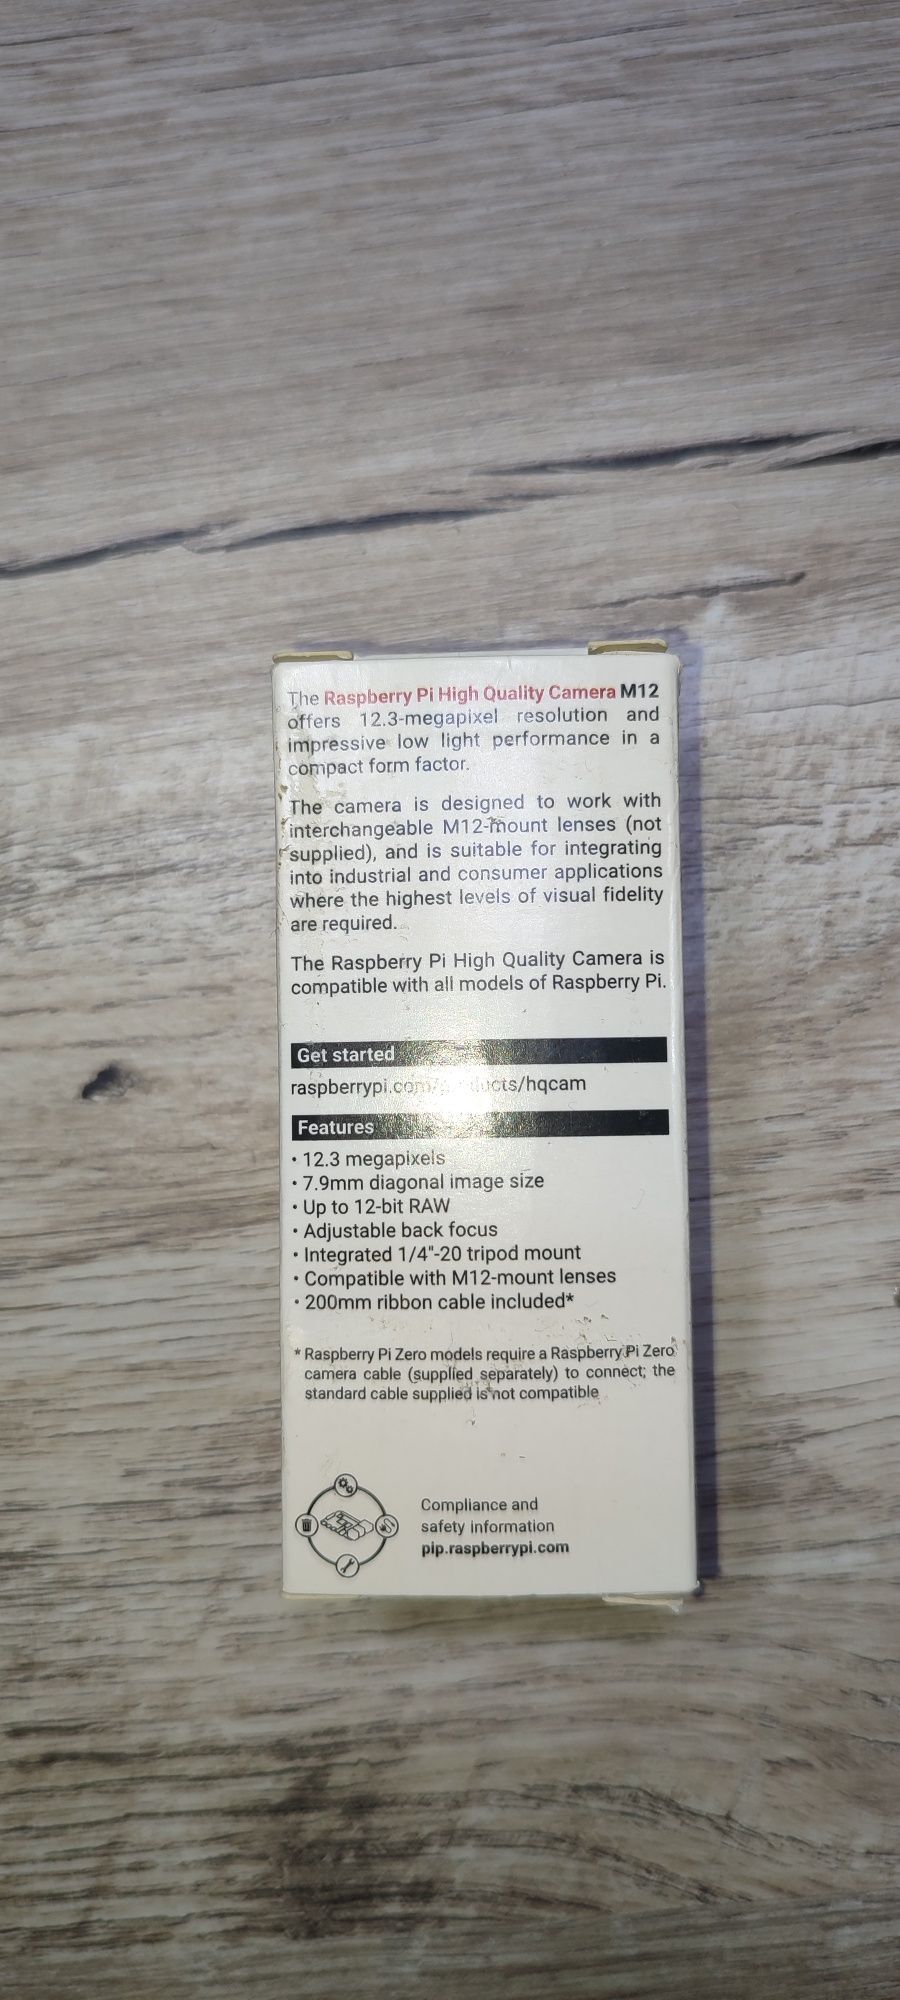 The Raspberry Pi High Quality Camera M12
offers 12.3-megapixel resolution and
impressive low light performance in a
compact form factor.
The camera is designed to work with
interchangeable M12-mount lenses (not
supplied), and is suitable for integrating
into industrial and consumer applications
where the highest levels of visual fidelity
are required.
The Raspberry Pi High Quality Camera is
compatible with all models of Raspberry Pi.
Get started
raspberrypi.com/products/hqcam
Features
• 12.3 megapixels
• 7.9mm diagonal image size
• Up to 12-bit RAW
• Adjustable back focus
• Integrated 1/4"-20 tripod mount
• Compatible with M12-mount lenses
• 200mm ribbon cable included*
* Raspberry Pi Zero models require a Raspberry Pi Zero
camera cable (supplied separately) to connect; the
standard cable supplied is not compatible
Compliance and
safety information
pip.raspberrypi.com